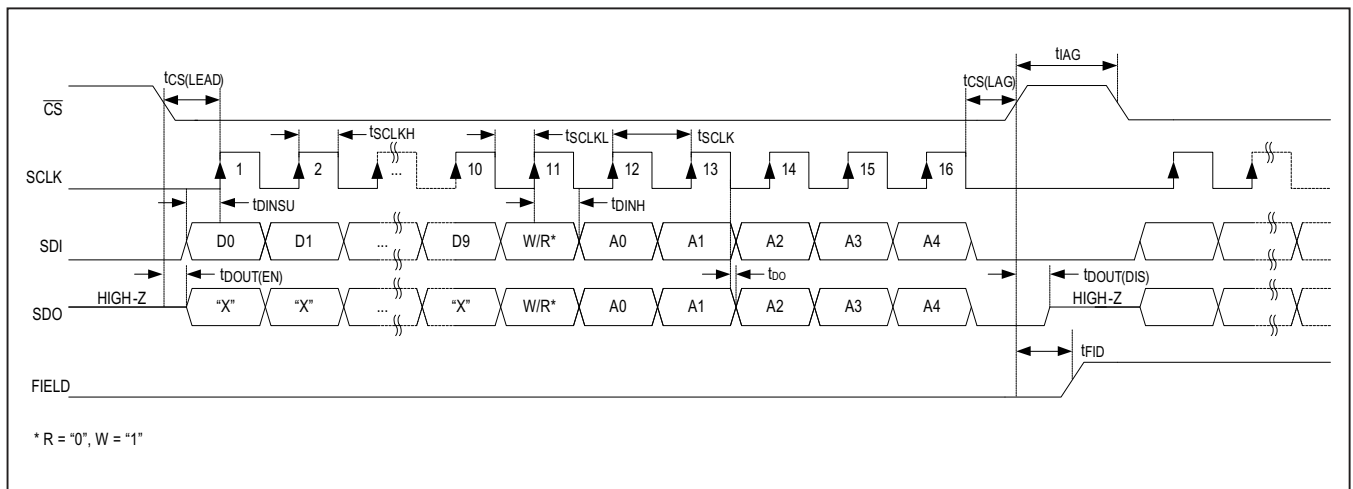 tIAG
tCS(LEAD)
tCS(LAG)
CS
tSCLKH
tSCLKL
tSCLK
SCLK
1
2
...
10
11
12
13
14
15
16
tDINSU
tDINH
SDI
D0
D1
...
D9
W/R*
A0
A1
A2
A3
A4
tDOUT(EN)
tDO
tDOUT(DIS)
HIGH-Z
HIGH-Z
SDO
“X”
“X”
...
“X”
W/R*
A0
A1
A2
A3
A4
tFID
FIELD
* R = “0”, W = “1”